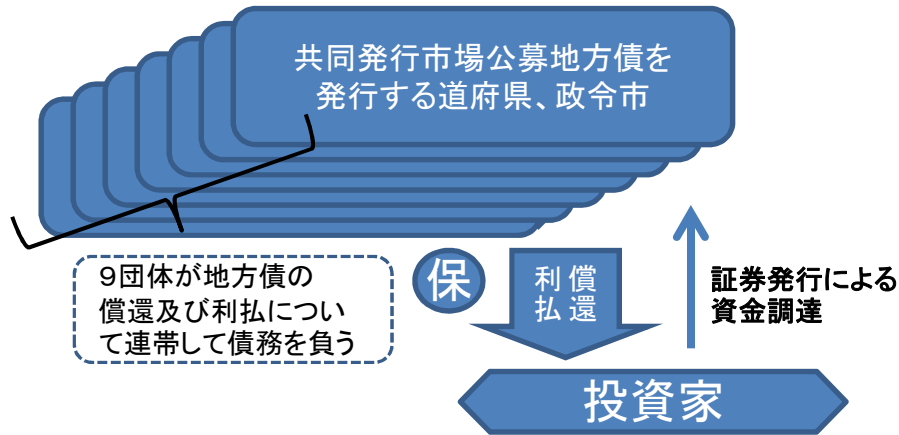 共同発行市場公募地方債を
発行する道府県、政令市
９団体が地方債の
償還及び利払につい
て連帯して債務を負う
保
償還
利払
証券発行による
資金調達
投資家